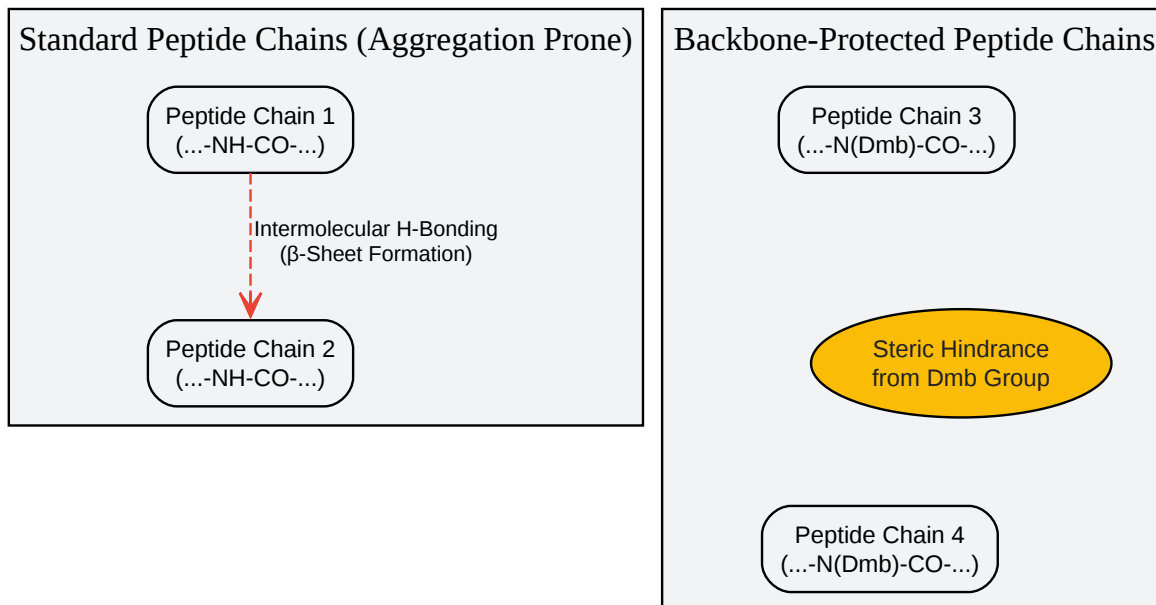 Standard Peptide Chains (Aggregation Prone)
Peptide Chain 1
(...-NH-CO-...)
Intermolecular H-Bonding
(β-Sheet Formation)
Peptide Chain 2
(...-NH-CO-...)
Backbone-Protected Peptide Chains
Peptide Chain 3
(...-N(Dmb)-CO-...)
Steric Hindrance
from Dmb Group
Peptide Chain 4
(...-N(Dmb)-CO-...)